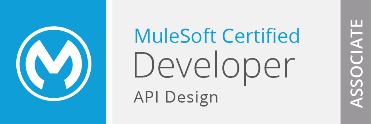 MuleSoft Certified
Developer
API Design
ASSOCIATE